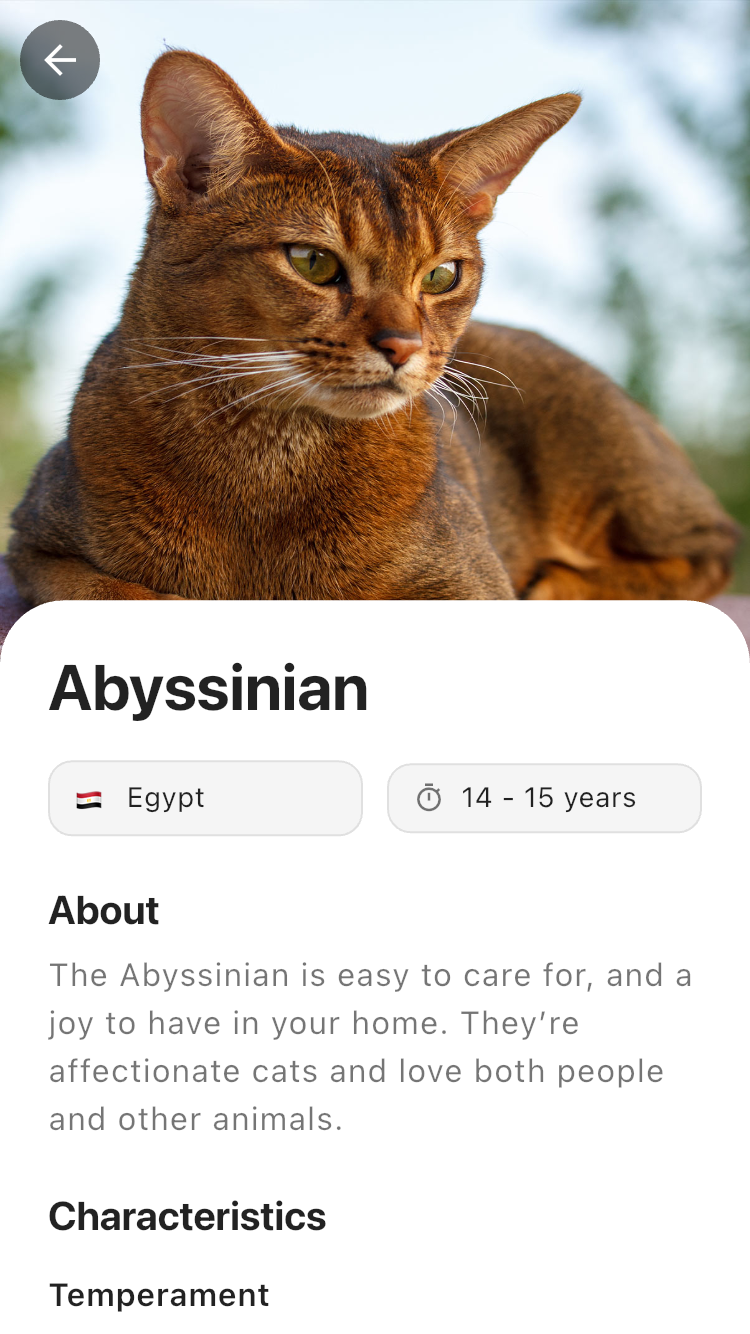 Abyssinian
Egypt
14 - 15 years
About
The Abyssinian is easy to care for, and a
joy to have in your home. They’re
affectionate cats and love both people
and other animals.
Characteristics
Temperament